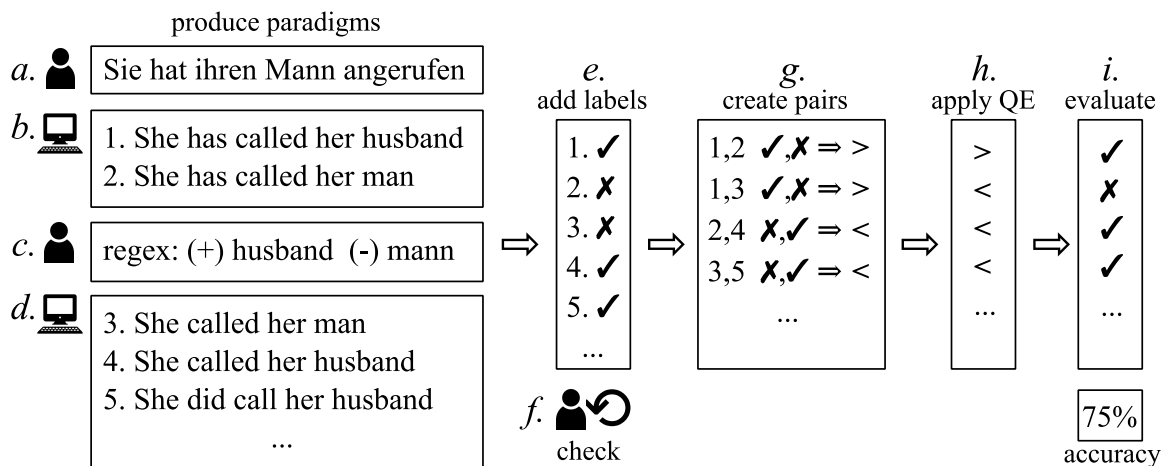 produce paradigms
a. Sie hat ihren Mann angerufen
b. 1. She has called her husband
2. She has called her man
c. regex: (+) husband (-) mann
d. 3. She called her man
4. She called her husband
5. She did call her husband
...
e.
add labels
1. ✓
2. ✗
3. ✗
4. ✓
5. ✓
...
f.
check
g.
create pairs
1,2 ✓,✗ ⇒ >
1,3 ✓,✗ ⇒ >
2,4 ✗,✓ ⇒ <
3,5 ✗,✓ ⇒ <
...
h.
apply QE
>
<
<
<
...
i.
evaluate
✓
✗
✓
✓
...
75%
accuracy